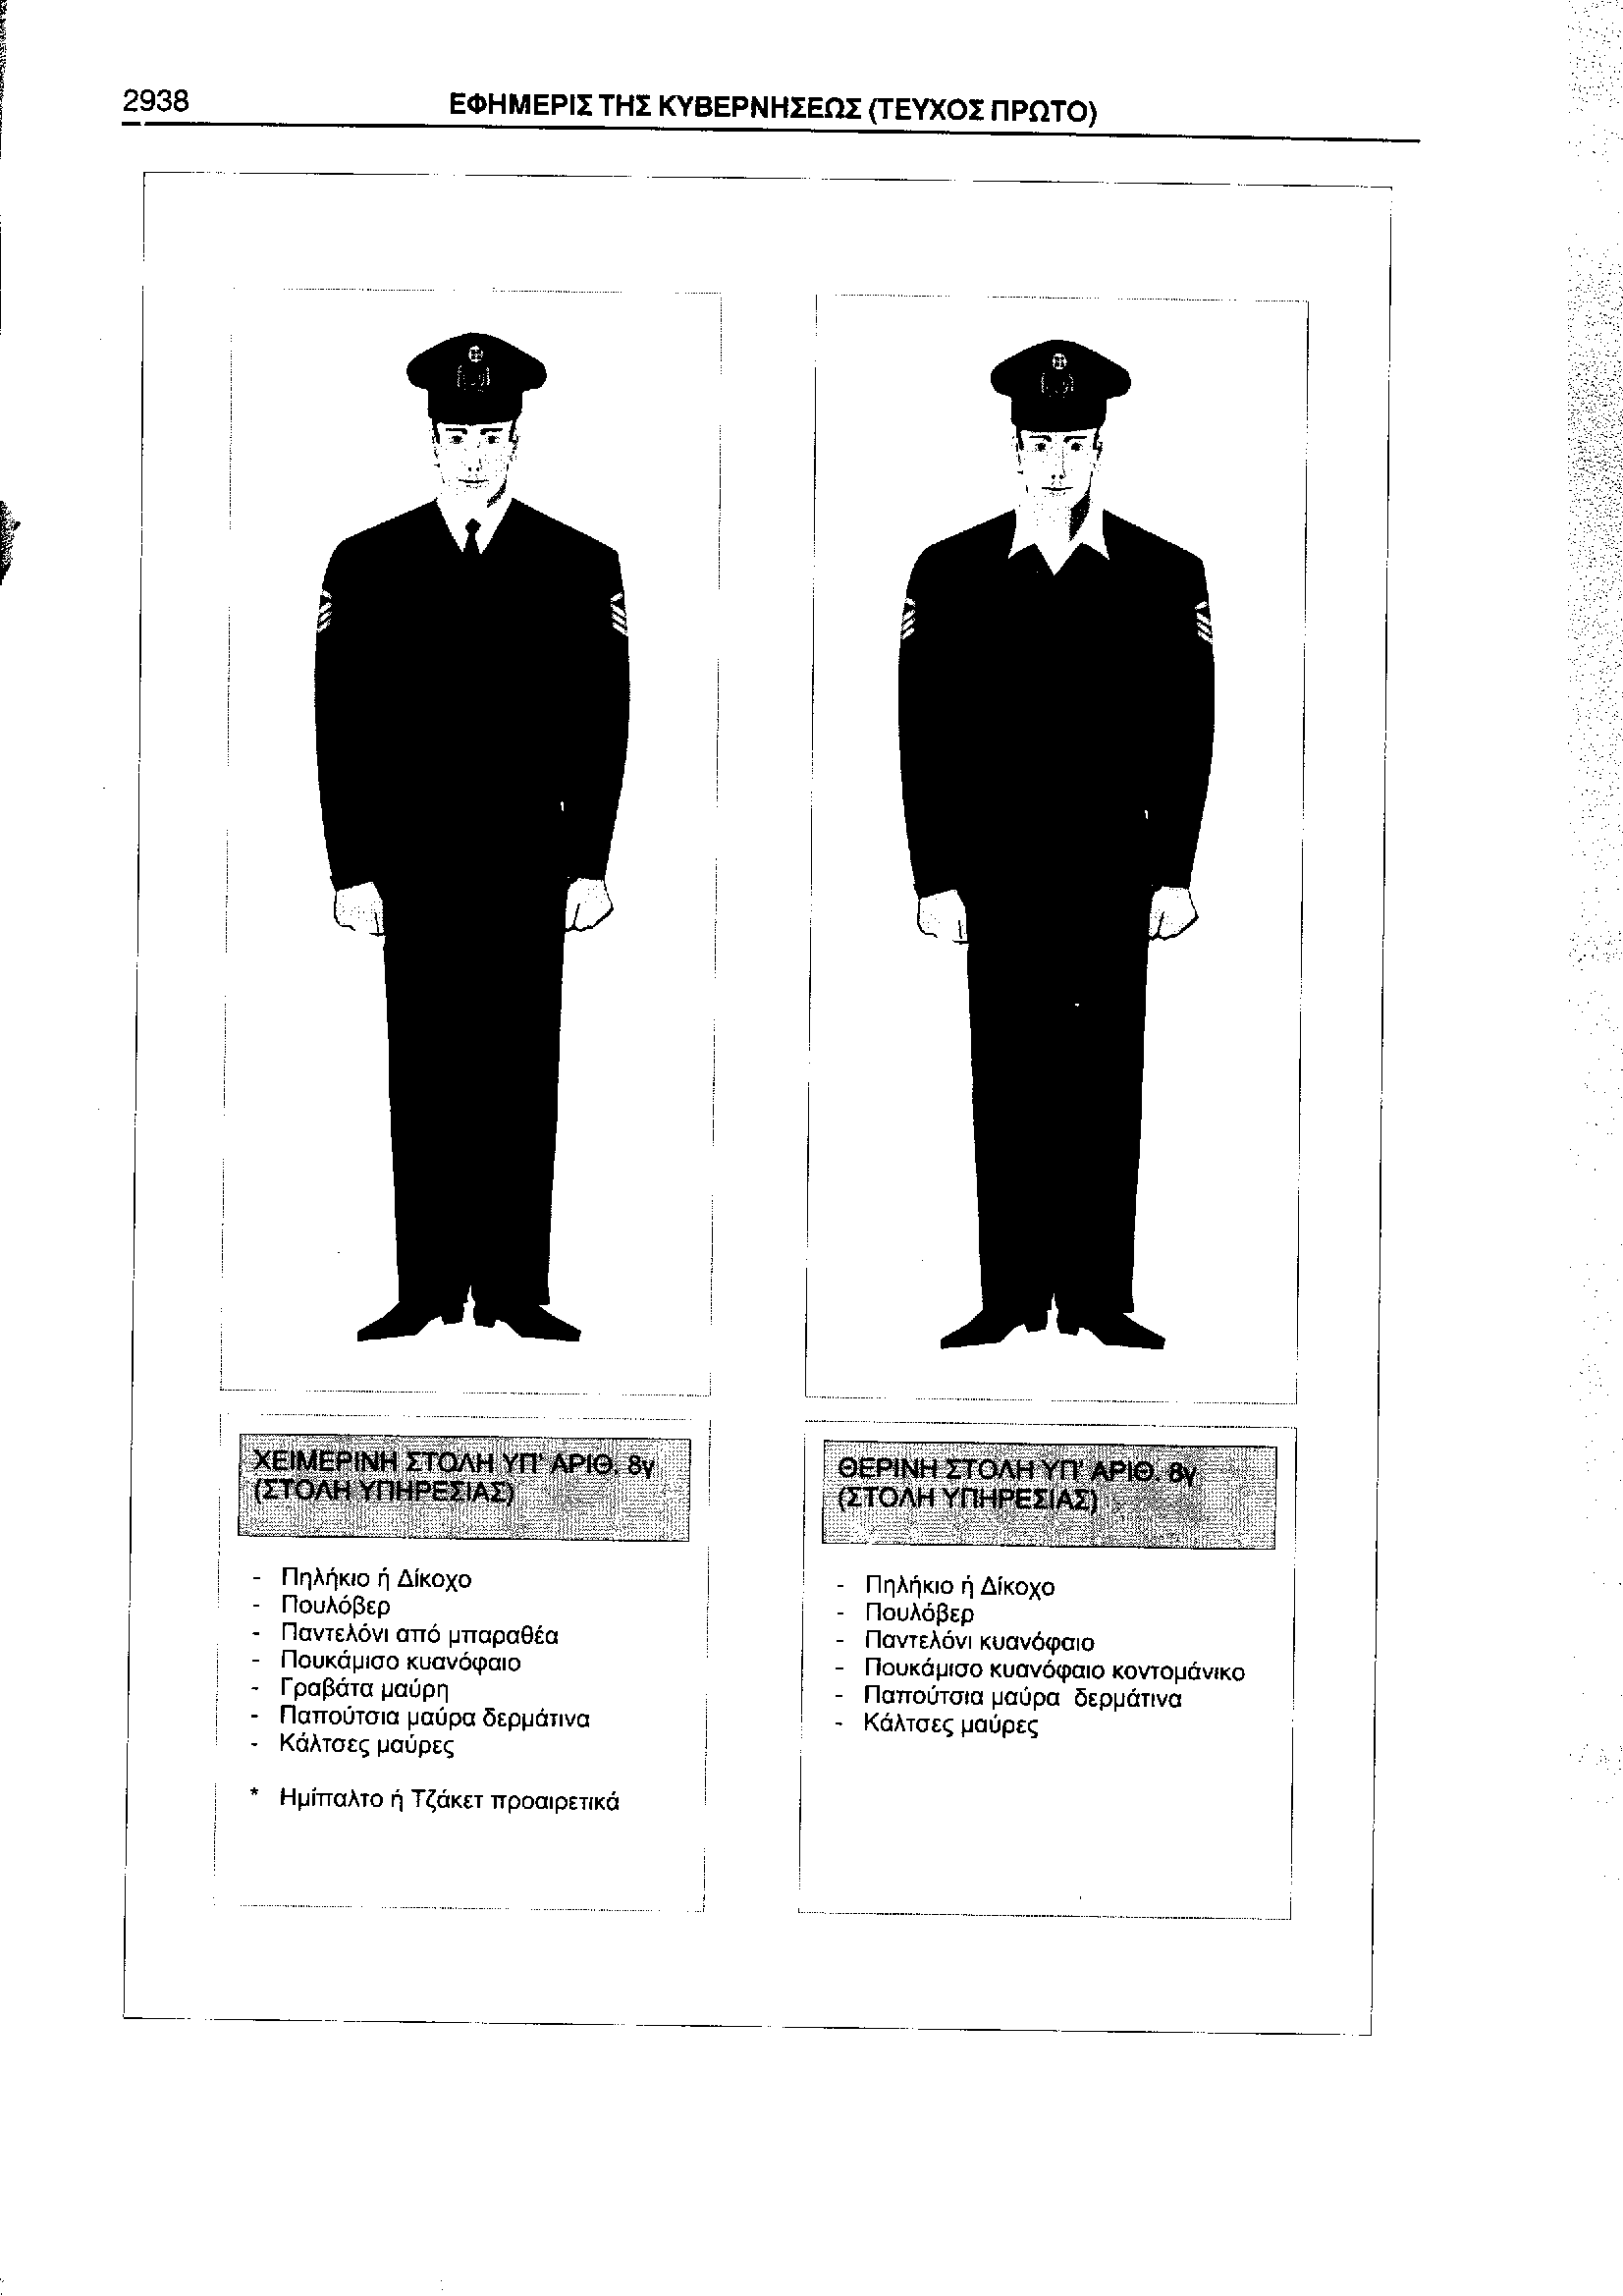 2938
ΕΦΗΜΕΡΙΣ ΤΗΣ ΚΥΒΕΡΝΗΣΕΩΣ (ΤΕΥΧΟΣ ΠΡΩΤΟ)
ΧΕΙΜΕΡΙΝΗ ΣΤΟΛΗ ΥΠ' ΑΡΙΘ. 8γ
(ΣΤΟΛΗ ΥΠΗΡΕΣΙΑΣ)
- Πηλήκιο ή Δίκοχο
- Πουλόβερ
- Παντελόνι από μπαραθέα
- Πουκάμισο κυανόφαιο
- Γραβάτα μαύρη
- Παπούτσια μαύρα δερμάτινα
- Κάλτσες μαύρες
* Ημίπαλτο ή Τζάκετ προαιρετικά
ΘΕΡΙΝΗ ΣΤΟΛΗ ΥΠ' ΑΡΙΘ. 8γ
(ΣΤΟΛΗ ΥΠΗΡΕΣΙΑΣ)
- Πηλήκιο ή Δίκοχο
- Πουλόβερ
- Παντελόνι κυανόφαιο
- Πουκάμισο κυανόφαιο κοντομάνικο
- Παπούτσια μαύρα δερμάτινα
- Κάλτσες μαύρες